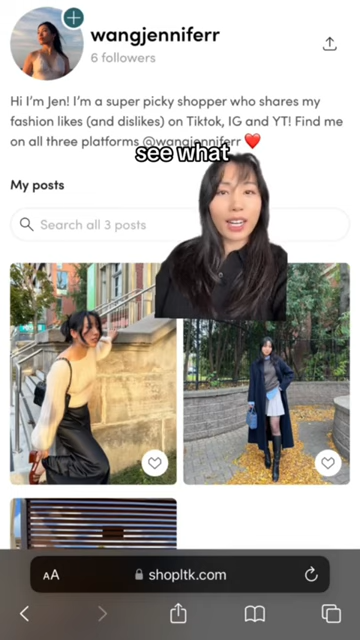 wangjenniferr
6 followers
Hi I'm Jen! I'm a super picky shopper who shares my
fashion likes (and dislikes) on Tiktok, IG and YT! Find me
on all three platforms @wangjenniferr ❤️
see what
My posts
Search all 3 posts
AA shopltk.com